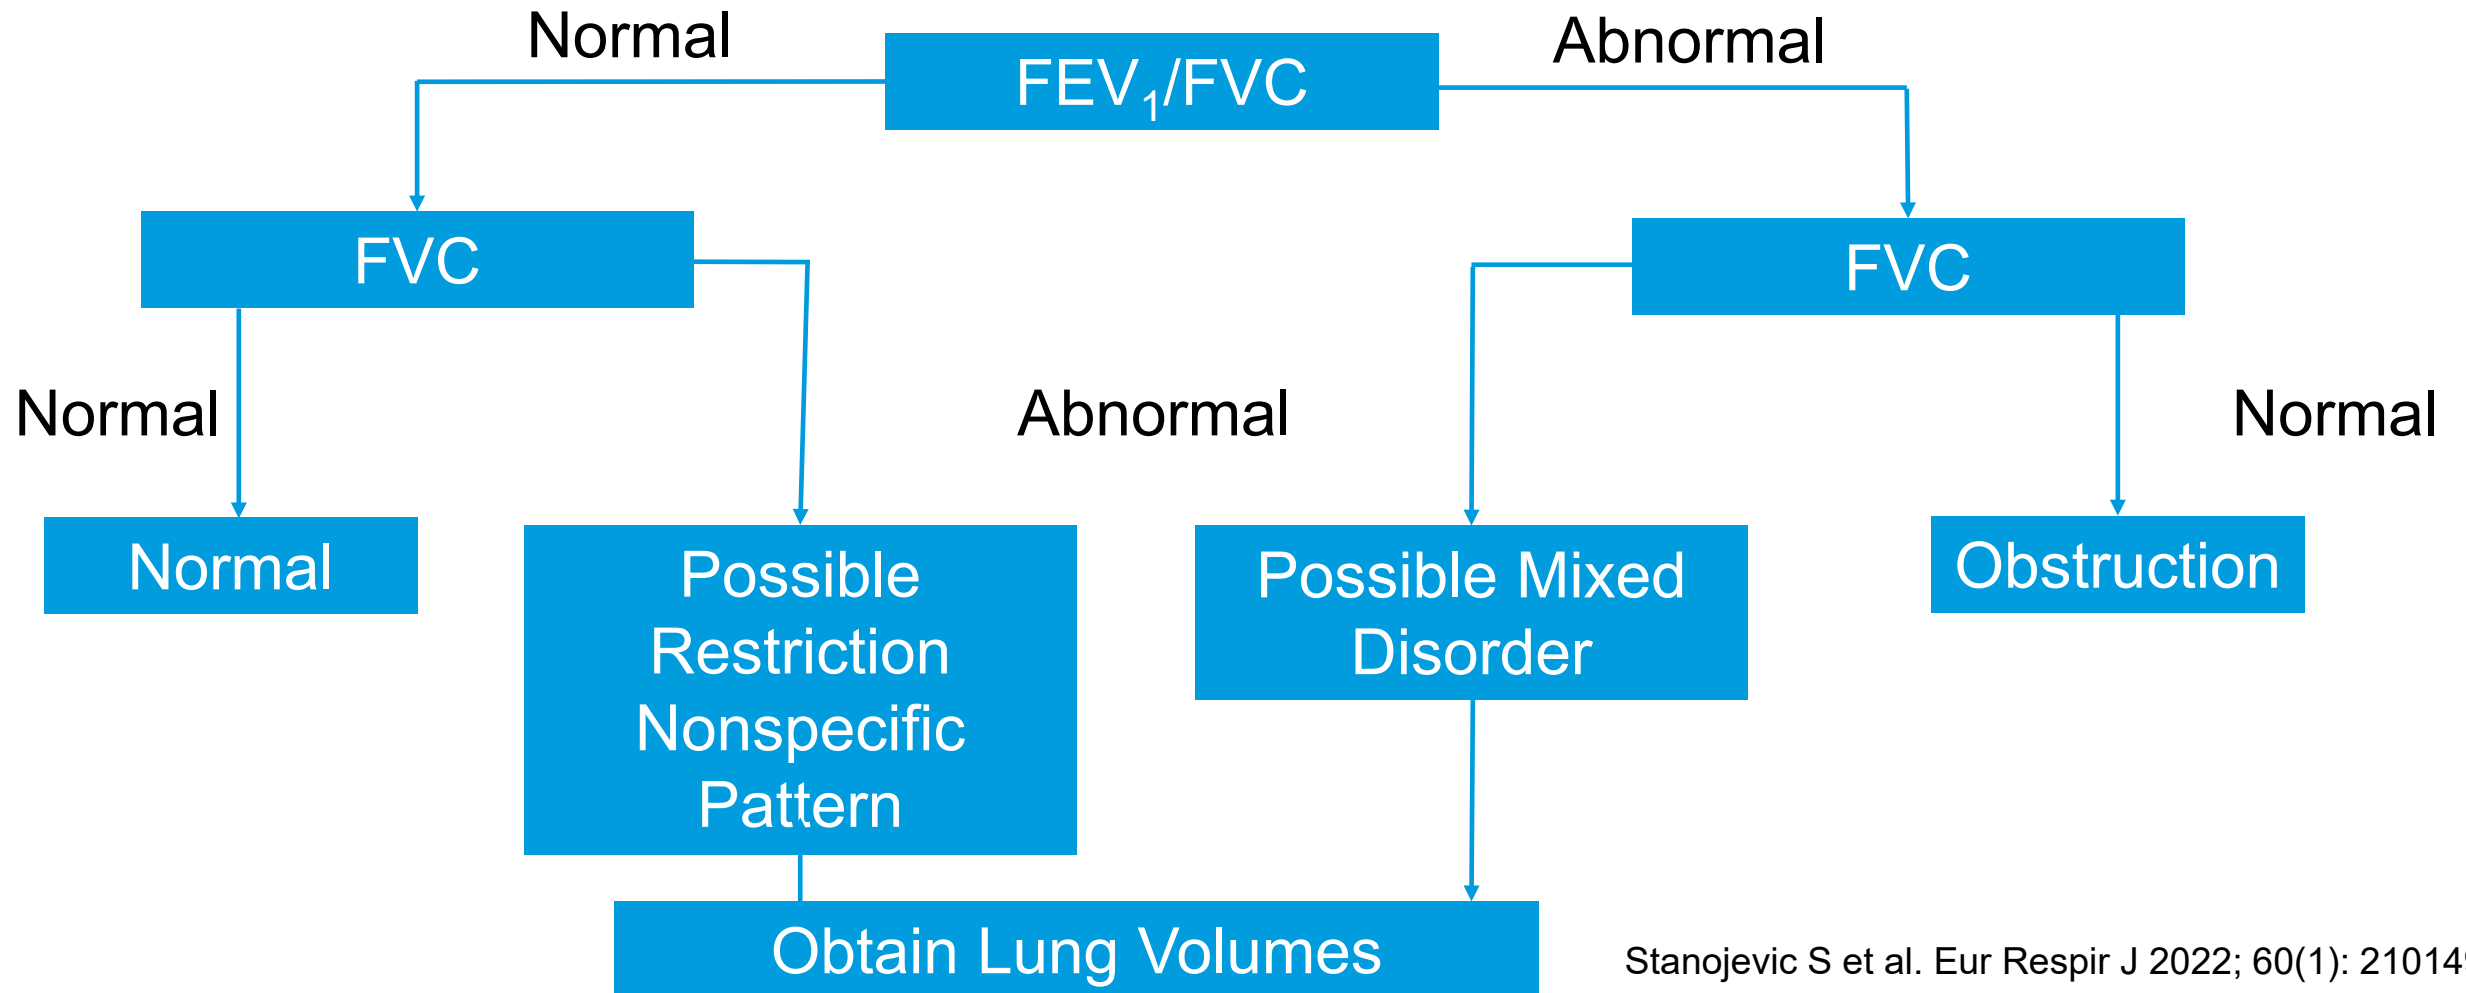 Normal
Abnormal
FEV₁/FVC
FVC
FVC
Normal
Abnormal
Normal
Normal
Possible
Restriction
Nonspecific
Pattern
Possible Mixed
Disorder
Obstruction
Obtain Lung Volumes
Stanojevic S et al. Eur Respir J 2022; 60(1): 210149